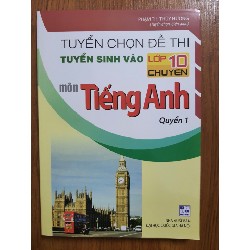 TUYỂN CHỌN ĐỀ THI
TUYỂN SINH VÀO LỚP 10
CHUYÊN
môn Tiếng Anh
Quyển 1